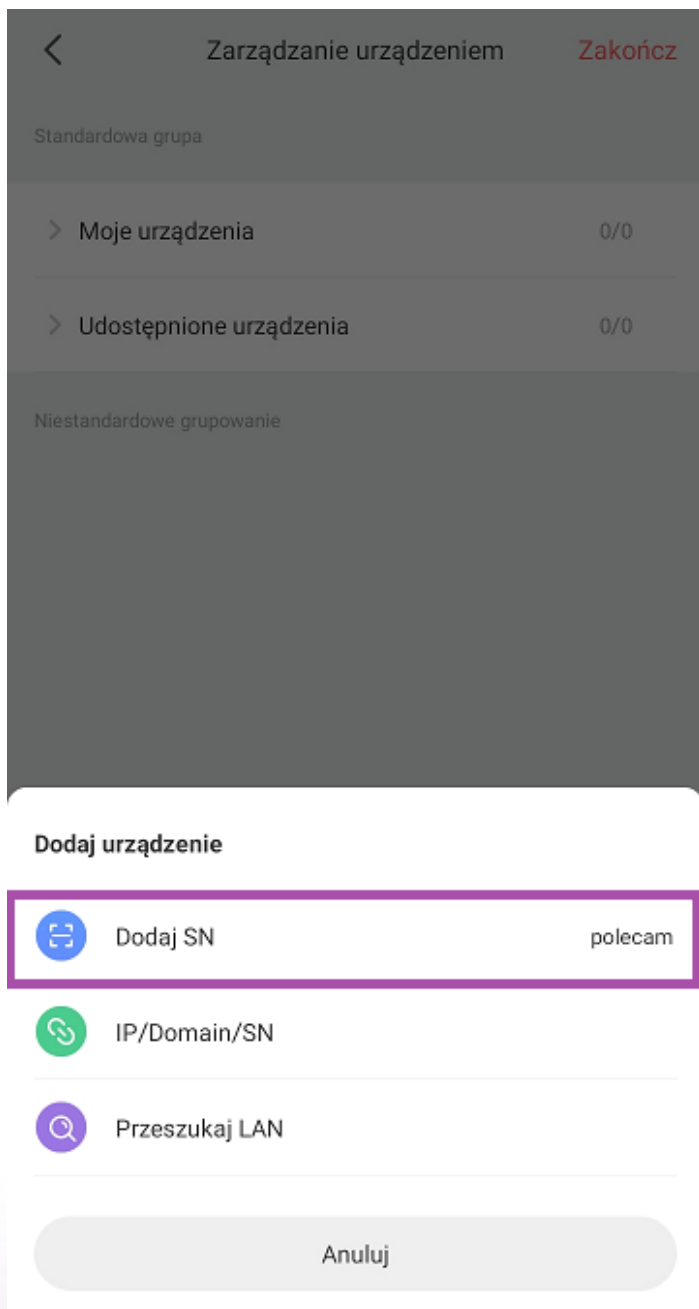 Zarządzanie urządzeniem Zakończ
Standardowa grupa
Moje urządzenia 0/0
Udostępnione urządzenia 0/0
Niestandardowe grupowanie
Dodaj urządzenie
Dodaj SN polecam
IP/Domain/SN
Przeszukaj LAN
Anuluj